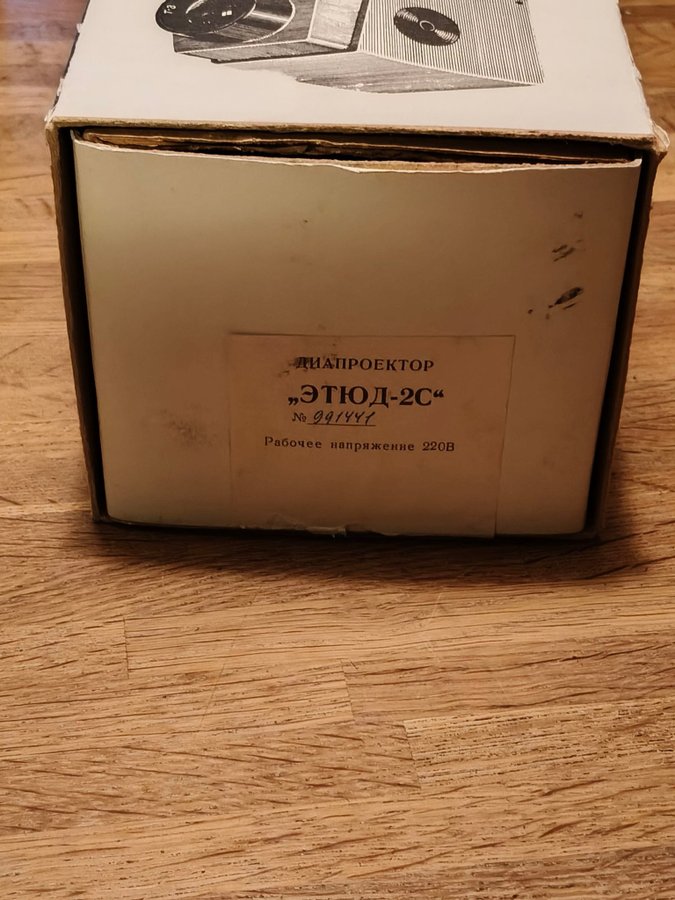 ДИАПРОЕКТОР
„ЭТЮД-2С“
№ 991441
Рабочее напряжение 220В